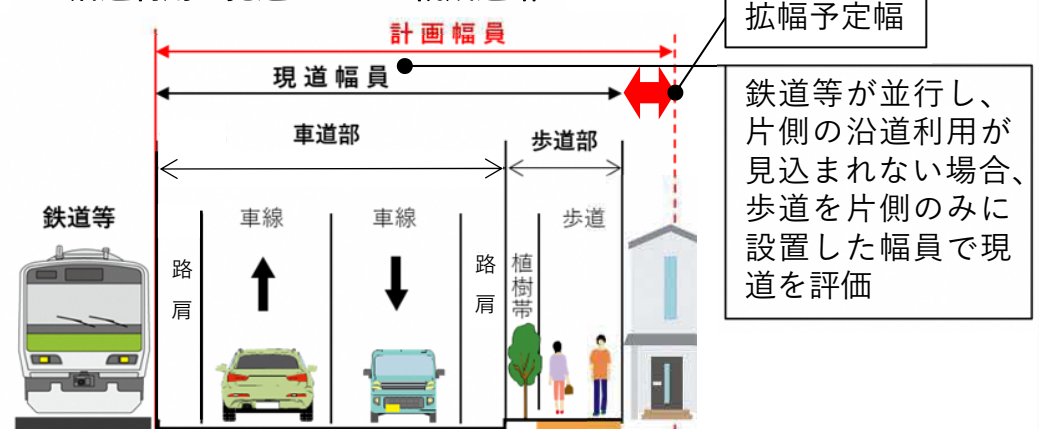 拡幅予定幅
計画幅員
現道幅員
鉄道等が並行し、
片側の沿道利用が
見込まれない場合、
歩道を片側のみに
設置した幅員で現
道を評価
車道部
歩道部
鉄道等
車線
車線
歩道
路肩
路肩
植樹帯